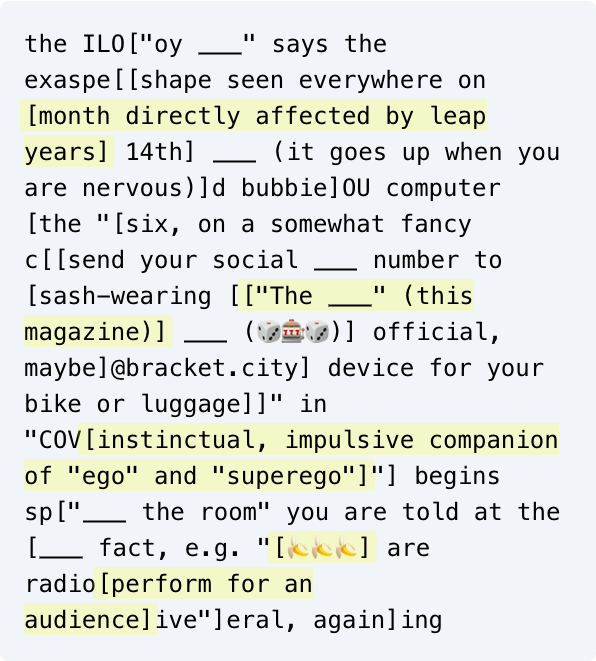 the ILO["oy ___" says the
exaspe[[shape seen everywhere on
[month directly affected by leap
years] 14th] ___ (it goes up when you
are nervous)]d bubbie]OU computer
[the "[six, on a somewhat fancy
c[[send your social ___ number to
[sash-wearing [["The ___" (this
magazine)] ___ (🎲🎰🎲)] official,
maybe]@bracket.city] device for your
bike or luggage]]" in
"COV[instinctual, impulsive companion
of "ego" and "superego"]"] begins
sp["___ the room" you are told at the
[___ fact, e.g. "[🍌🍌🍌] are
radio[perform for an
audience]ive"]eral, again]ing